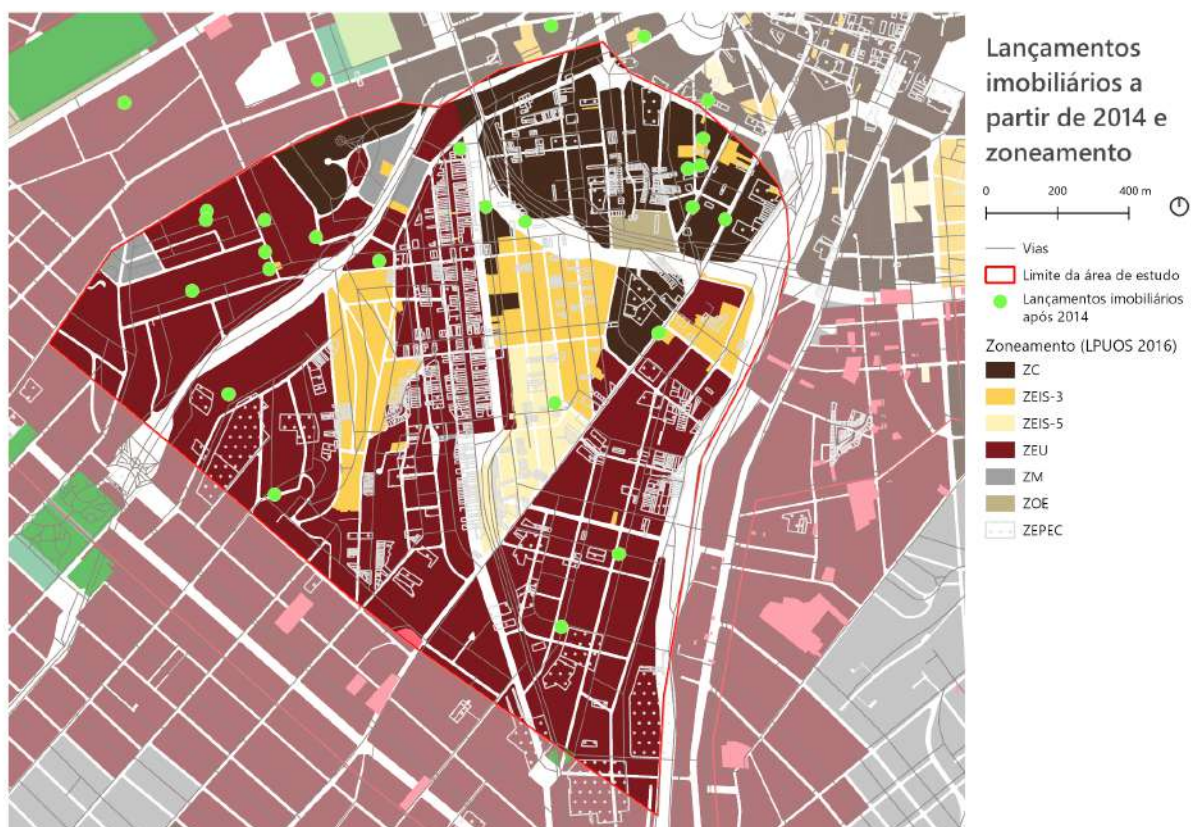 Lançamentos
imobiliários a
partir de 2014 e
zoneamento
0 200 400 m
Vias
Limite da área de estudo
Lançamentos imobiliários
após 2014
Zoneamento (LPUOS 2016)
ZC
ZEIS-3
ZEIS-5
ZEU
ZM
ZOE
ZEPEC